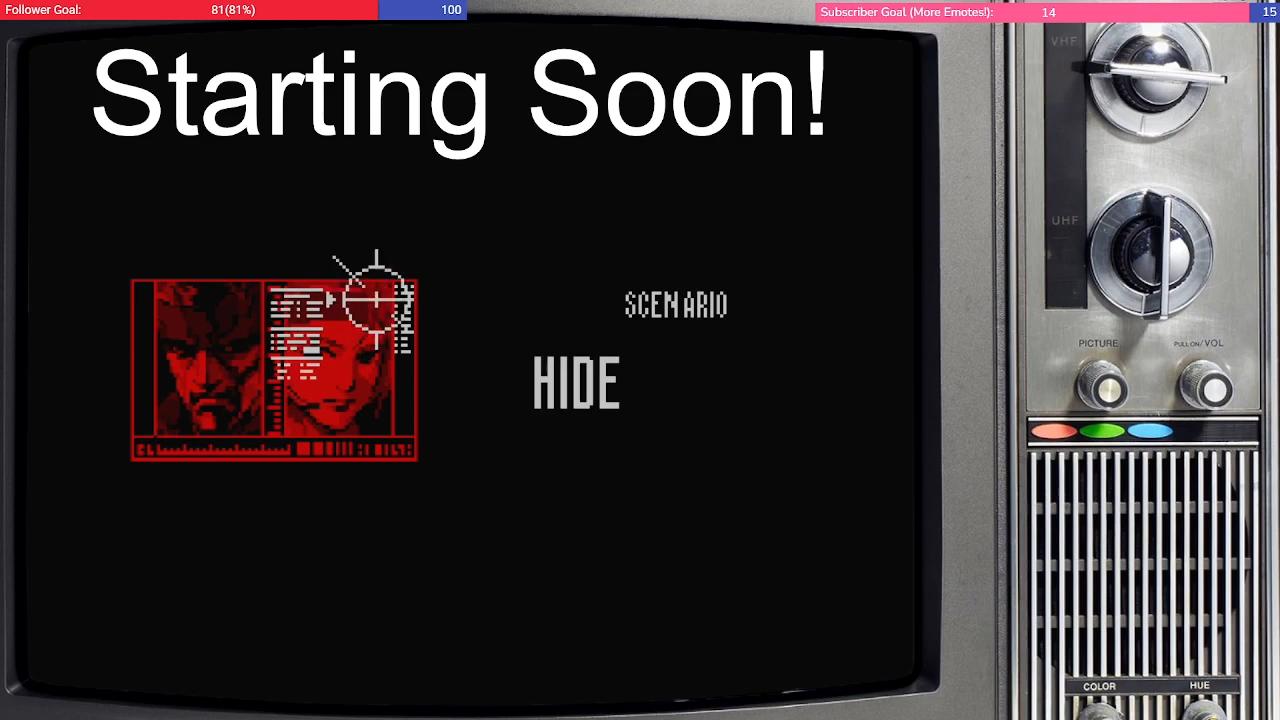 Follower Goal: 81(81%) 100
Subscriber Goal (More Emotes!): 14 15
Starting Soon!
VHF
UHF
SCENARIO
HIDE
PICTURE
PULL ON/VOL
COLOR
HUE